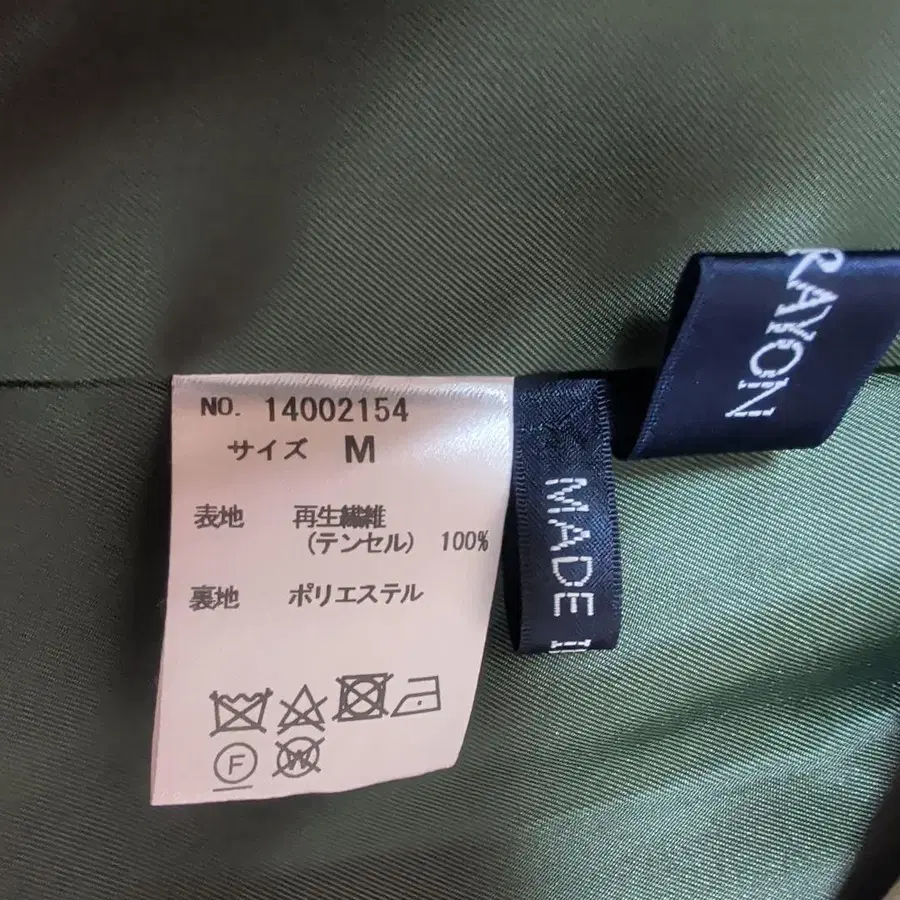 NO. 14002154
サイズ M
表地 再生繊維
(テンセル) 100%
裏地 ポリエステル
F
W
MADE
RAYON